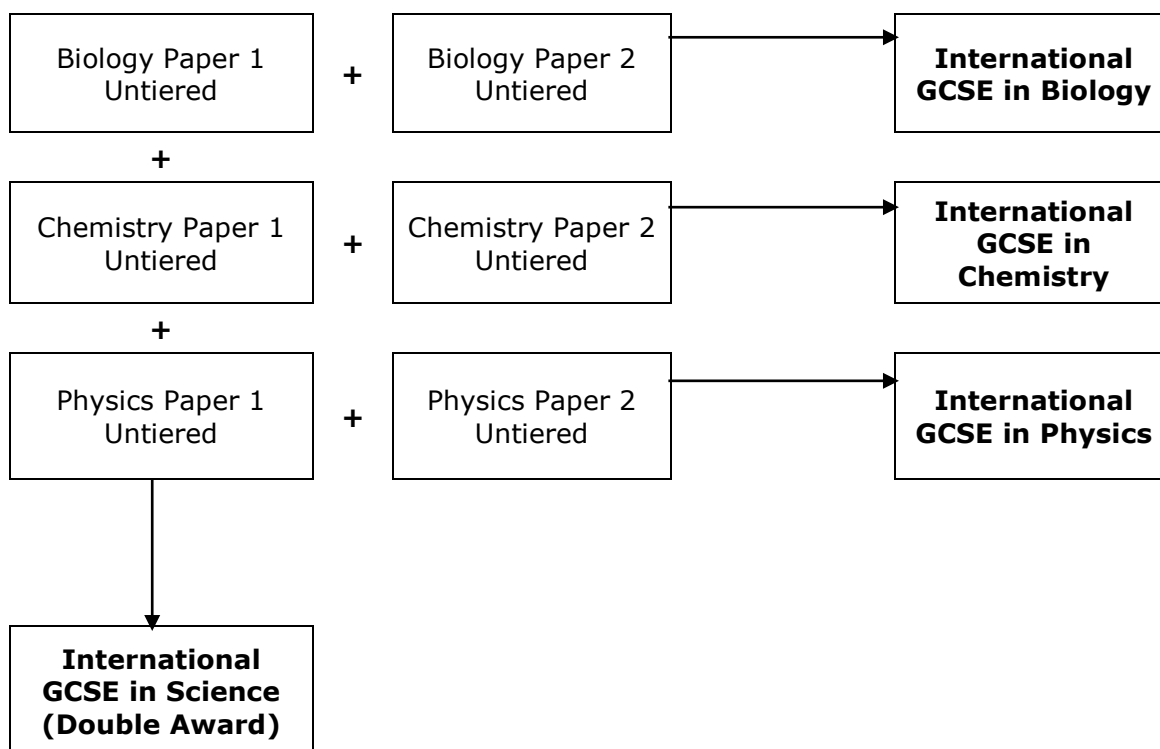 Biology Paper 1
Untiered
+
Biology Paper 2
Untiered
International
GCSE in Biology
+
Chemistry Paper 1
Untiered
+
Chemistry Paper 2
Untiered
International
GCSE in
Chemistry
+
Physics Paper 1
Untiered
+
Physics Paper 2
Untiered
International
GCSE in Physics
International
GCSE in Science
(Double Award)